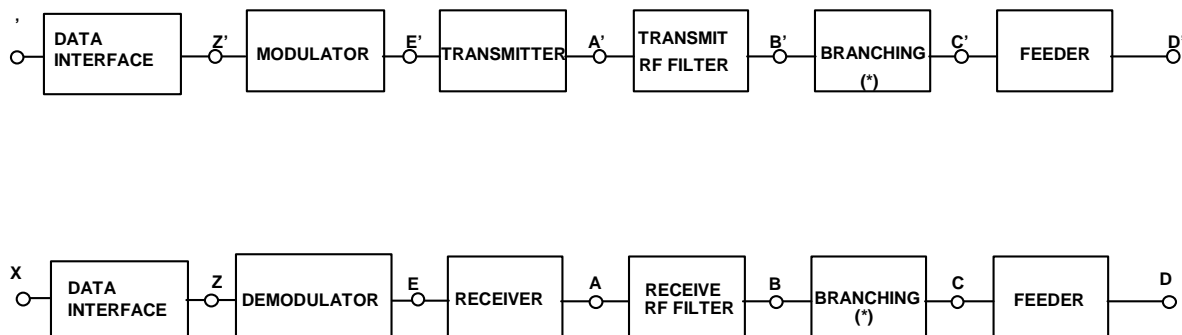 '
DATA
INTERFACE
Z'
MODULATOR
E'
TRANSMITTER
A'
TRANSMIT
RF FILTER
B'
BRANCHING
(*)
C'
FEEDER
D'
X
DATA
INTERFACE
Z
DEMODULATOR
E
RECEIVER
A
RECEIVE
RF FILTER
B
BRANCHING
(*)
C
FEEDER
D